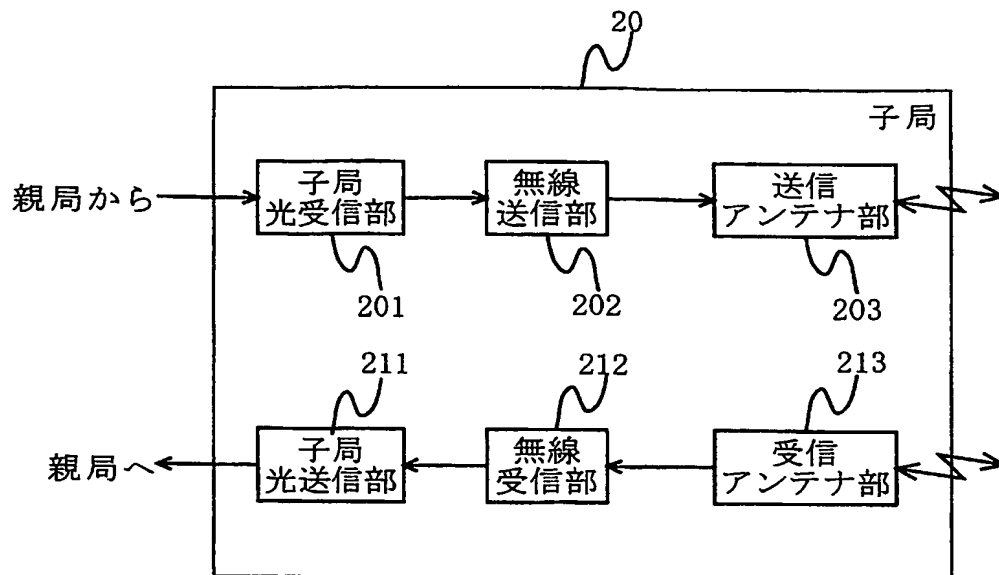 20
子局
親局から
子局
光受信部
無線
送信部
送信
アンテナ部
201
202
203
211
212
213
親局へ
子局
光送信部
無線
受信部
受信
アンテナ部